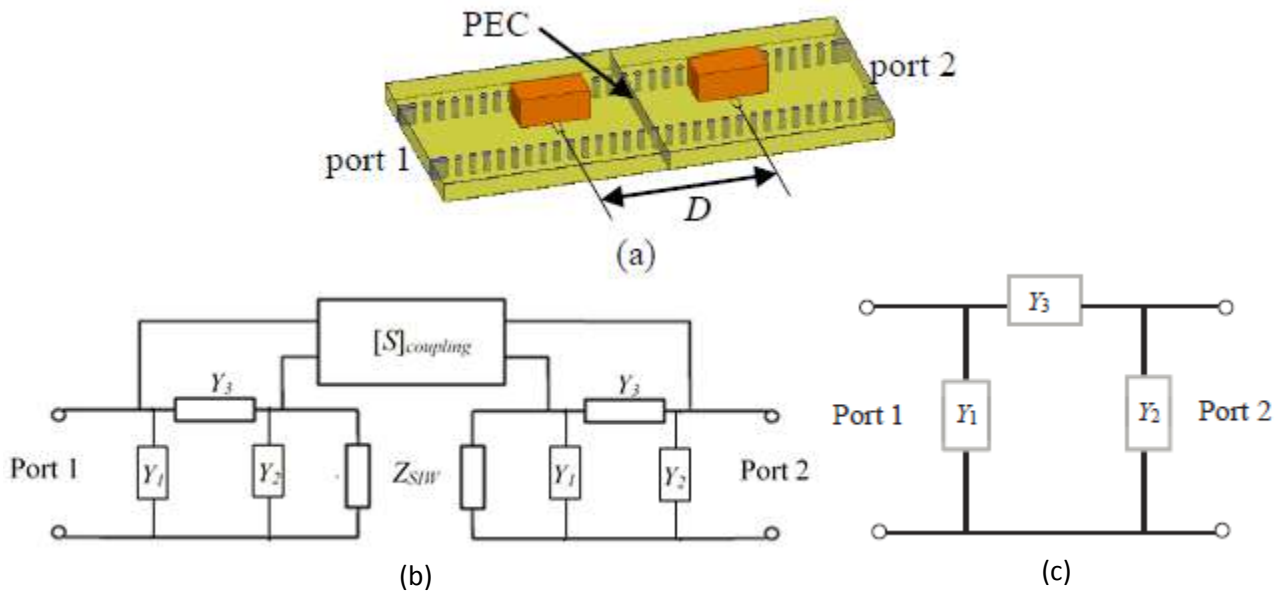 PEC
port 2
port 1
D
(a)
[S]coupling
Y3
Y3
Port 1
Y1
Y2
ZSIW
Y1
Y2
Port 2
(b)
Y3
Port 1
Y1
Y2
Port 2
(c)